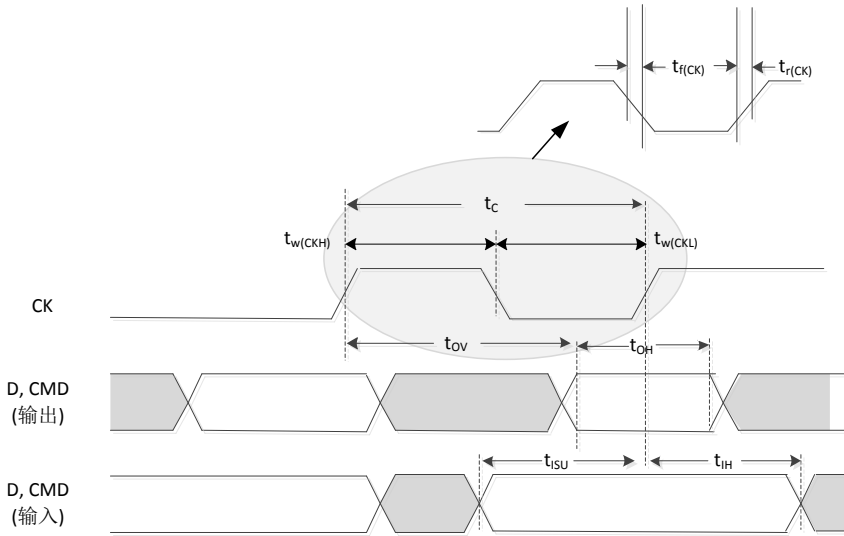 tf(CK)
tr(CK)
tC
tw(CKH)
tw(CKL)
CK
tOV
tOH
D, CMD
(输出)
tISU
tIH
D, CMD
(输入)